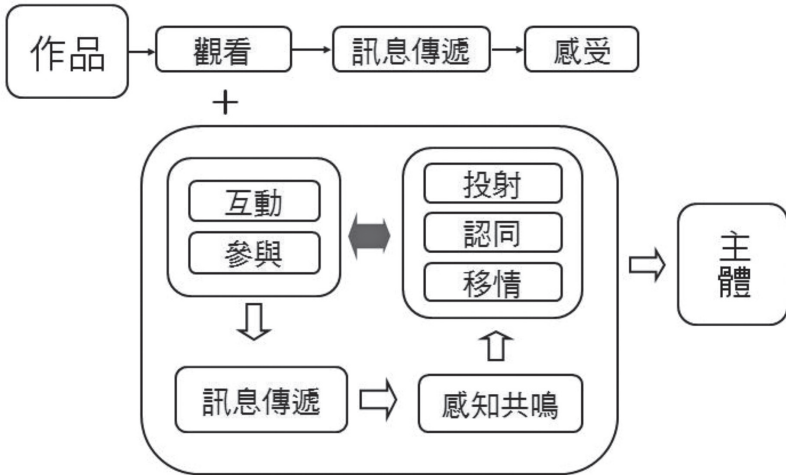 作品
觀看
訊息傳遞
感受
+
互動
參與
投射
認同
移情
訊息傳遞
感知共鳴
主
體